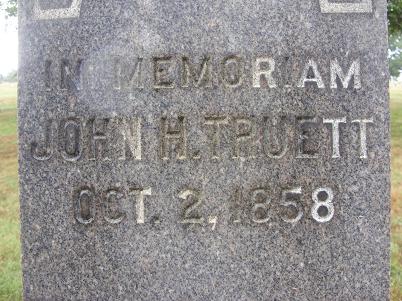 IN MEMORIAM
JOHN H. TRUETT.
OCT. 2, 1858